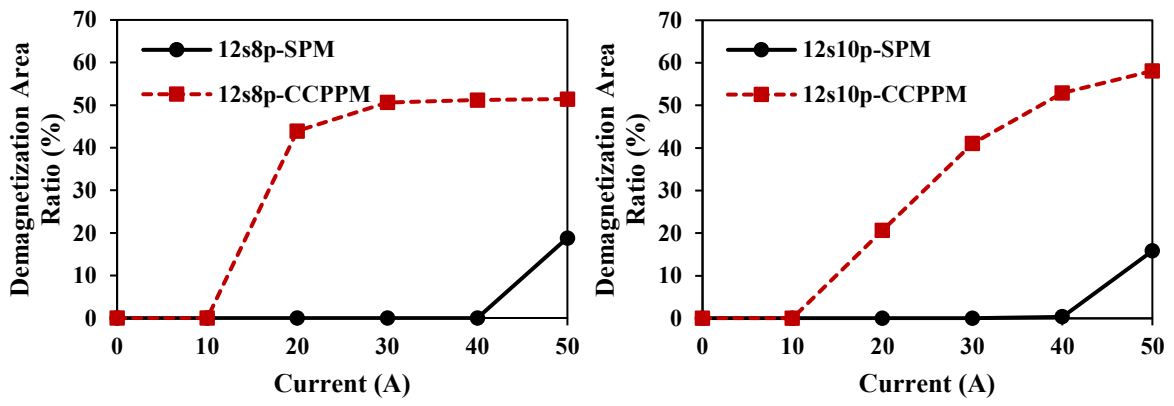 Demagnetization Area
Ratio (%)
70
60
50
40
30
20
10
0
12s8p-SPM
12s8p-CCPPM
0 10 20 30 40 50
Current (A)
Demagnetization Area
Ratio (%)
70
60
50
40
30
20
10
0
12s10p-SPM
12s10p-CCPPM
0 10 20 30 40 50
Current (A)